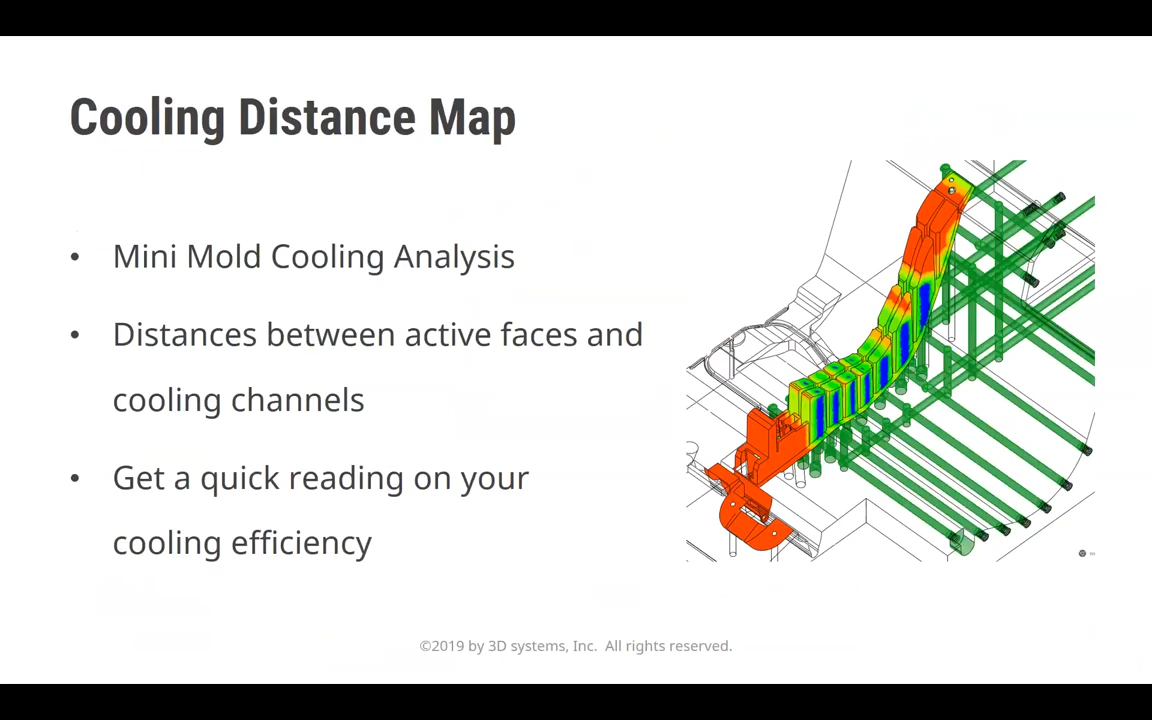 Cooling Distance Map
• Mini Mold Cooling Analysis
• Distances between active faces and
cooling channels
• Get a quick reading on your
cooling efficiency
©2019 by 3D systems, Inc. All rights reserved.